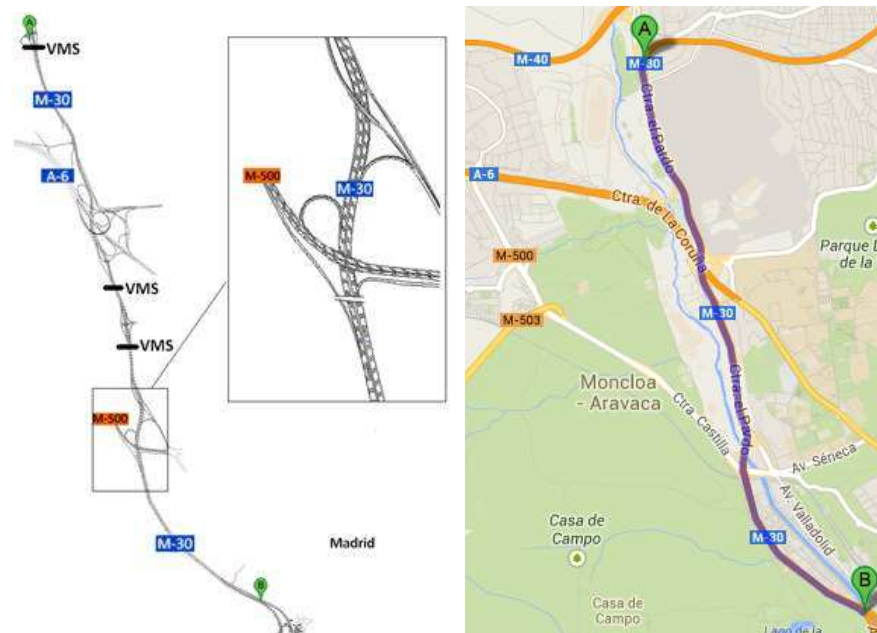 A
VMS
M-30
A-6
VMS
VMS
M-500
M-30
Madrid
B
M-500
M-30
A
M-40
M-30
Ctra. el Pardo
A-6
Ctra. de La Coruña
Parque D
de la
M-500
M-30
M-503
Moncloa
- Aravaca
Ctra. el Pardo
Ctra. Castilla
Av. Séneca
Av. Valladolid
Casa de
Campo
M-30
B
Casa de
Campo
Lago de la